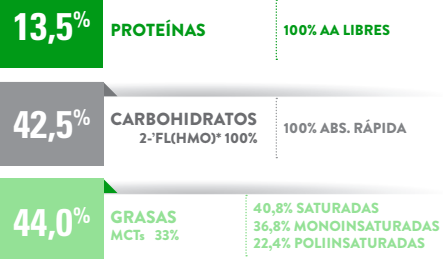 13,5% PROTEÍNAS 100% AA LIBRES
42,5% CARBOHIDRATOS 100% ABS. RÁPIDA
2-'FL(HMO)* 100%
44,0% GRASAS 40,8% SATURADAS
MCTs 33% 36,8% MONOINSATURADAS
22,4% POLIINSATURADAS